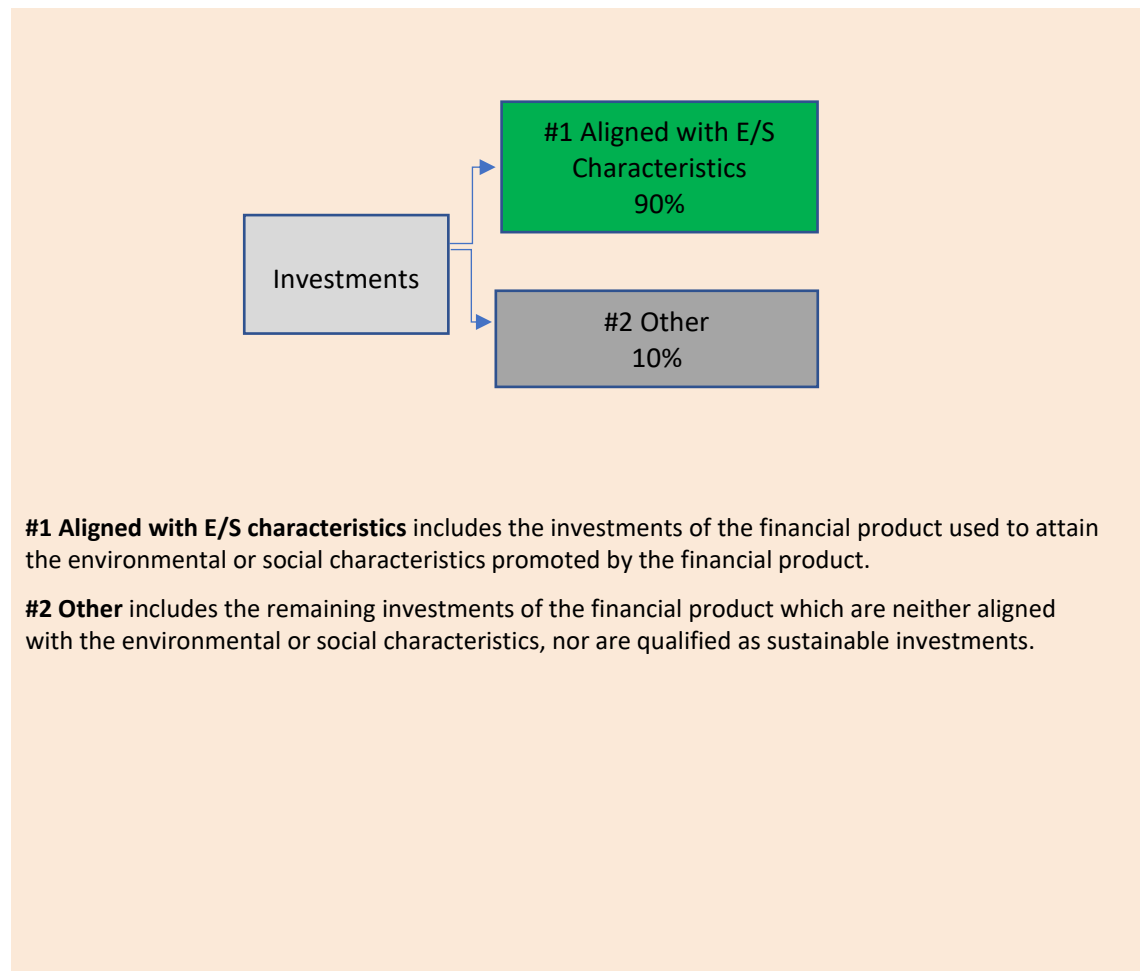 #1 Aligned with E/S
Characteristics
90%
Investments
#2 Other
10%
#1 Aligned with E/S characteristics includes the investments of the financial product used to attain
the environmental or social characteristics promoted by the financial product.
#2 Other includes the remaining investments of the financial product which are neither aligned
with the environmental or social characteristics, nor are qualified as sustainable investments.